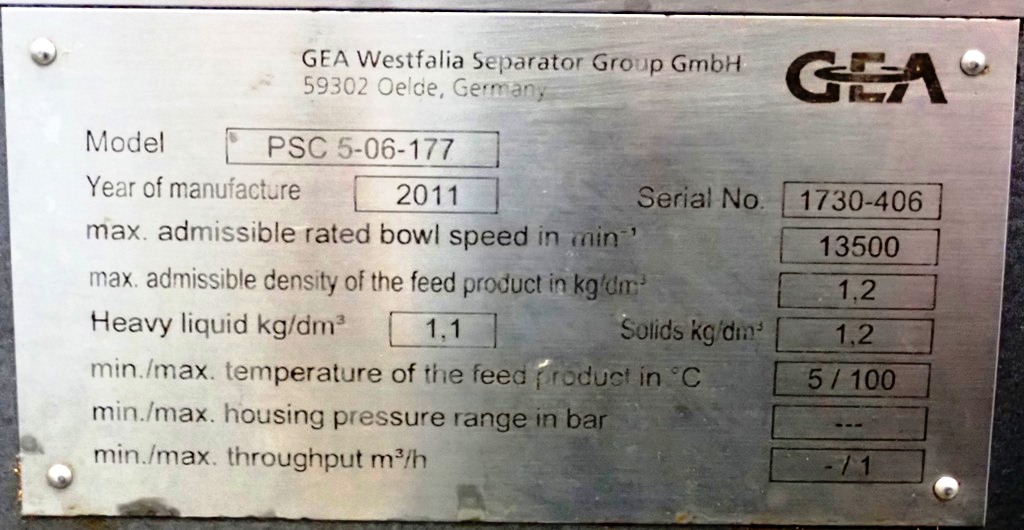 GEA Westfalia Separator Group GmbH
59302 Oelde, Germany
GEA
Model PSC 5-06-177
Year of manufacture 2011 Serial No. 1730-406
max. admissible rated bowl speed in min⁻¹ 13500
max. admissible density of the feed product in kg/dm³ 1,2
Heavy liquid kg/dm³ 1,1 Solids kg/dm³ 1,2
min./max. temperature of the feed product in °C 5 / 100
min./max. housing pressure range in bar ---
min./max. throughput m³/h - / 1